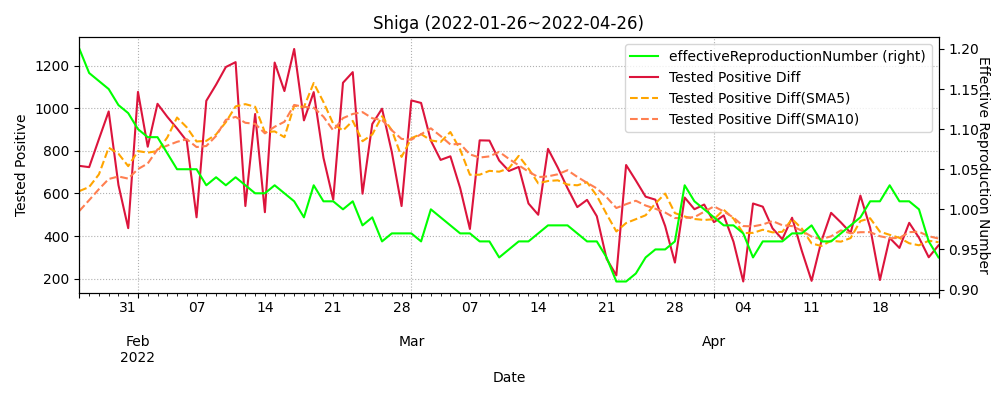 Shiga (2022-01-26~2022-04-26)
effectiveReproductionNumber (right)
Tested Positive Diff
Tested Positive Diff(SMA5)
Tested Positive Diff(SMA10)
Tested Positive
1200
1000
800
600
400
200
Effective Reproduction Number
1.20
1.15
1.10
1.05
1.00
0.95
0.90
31 07 14 21 28 07 14 21 28 04 11 18
Feb Mar Apr
2022
Date